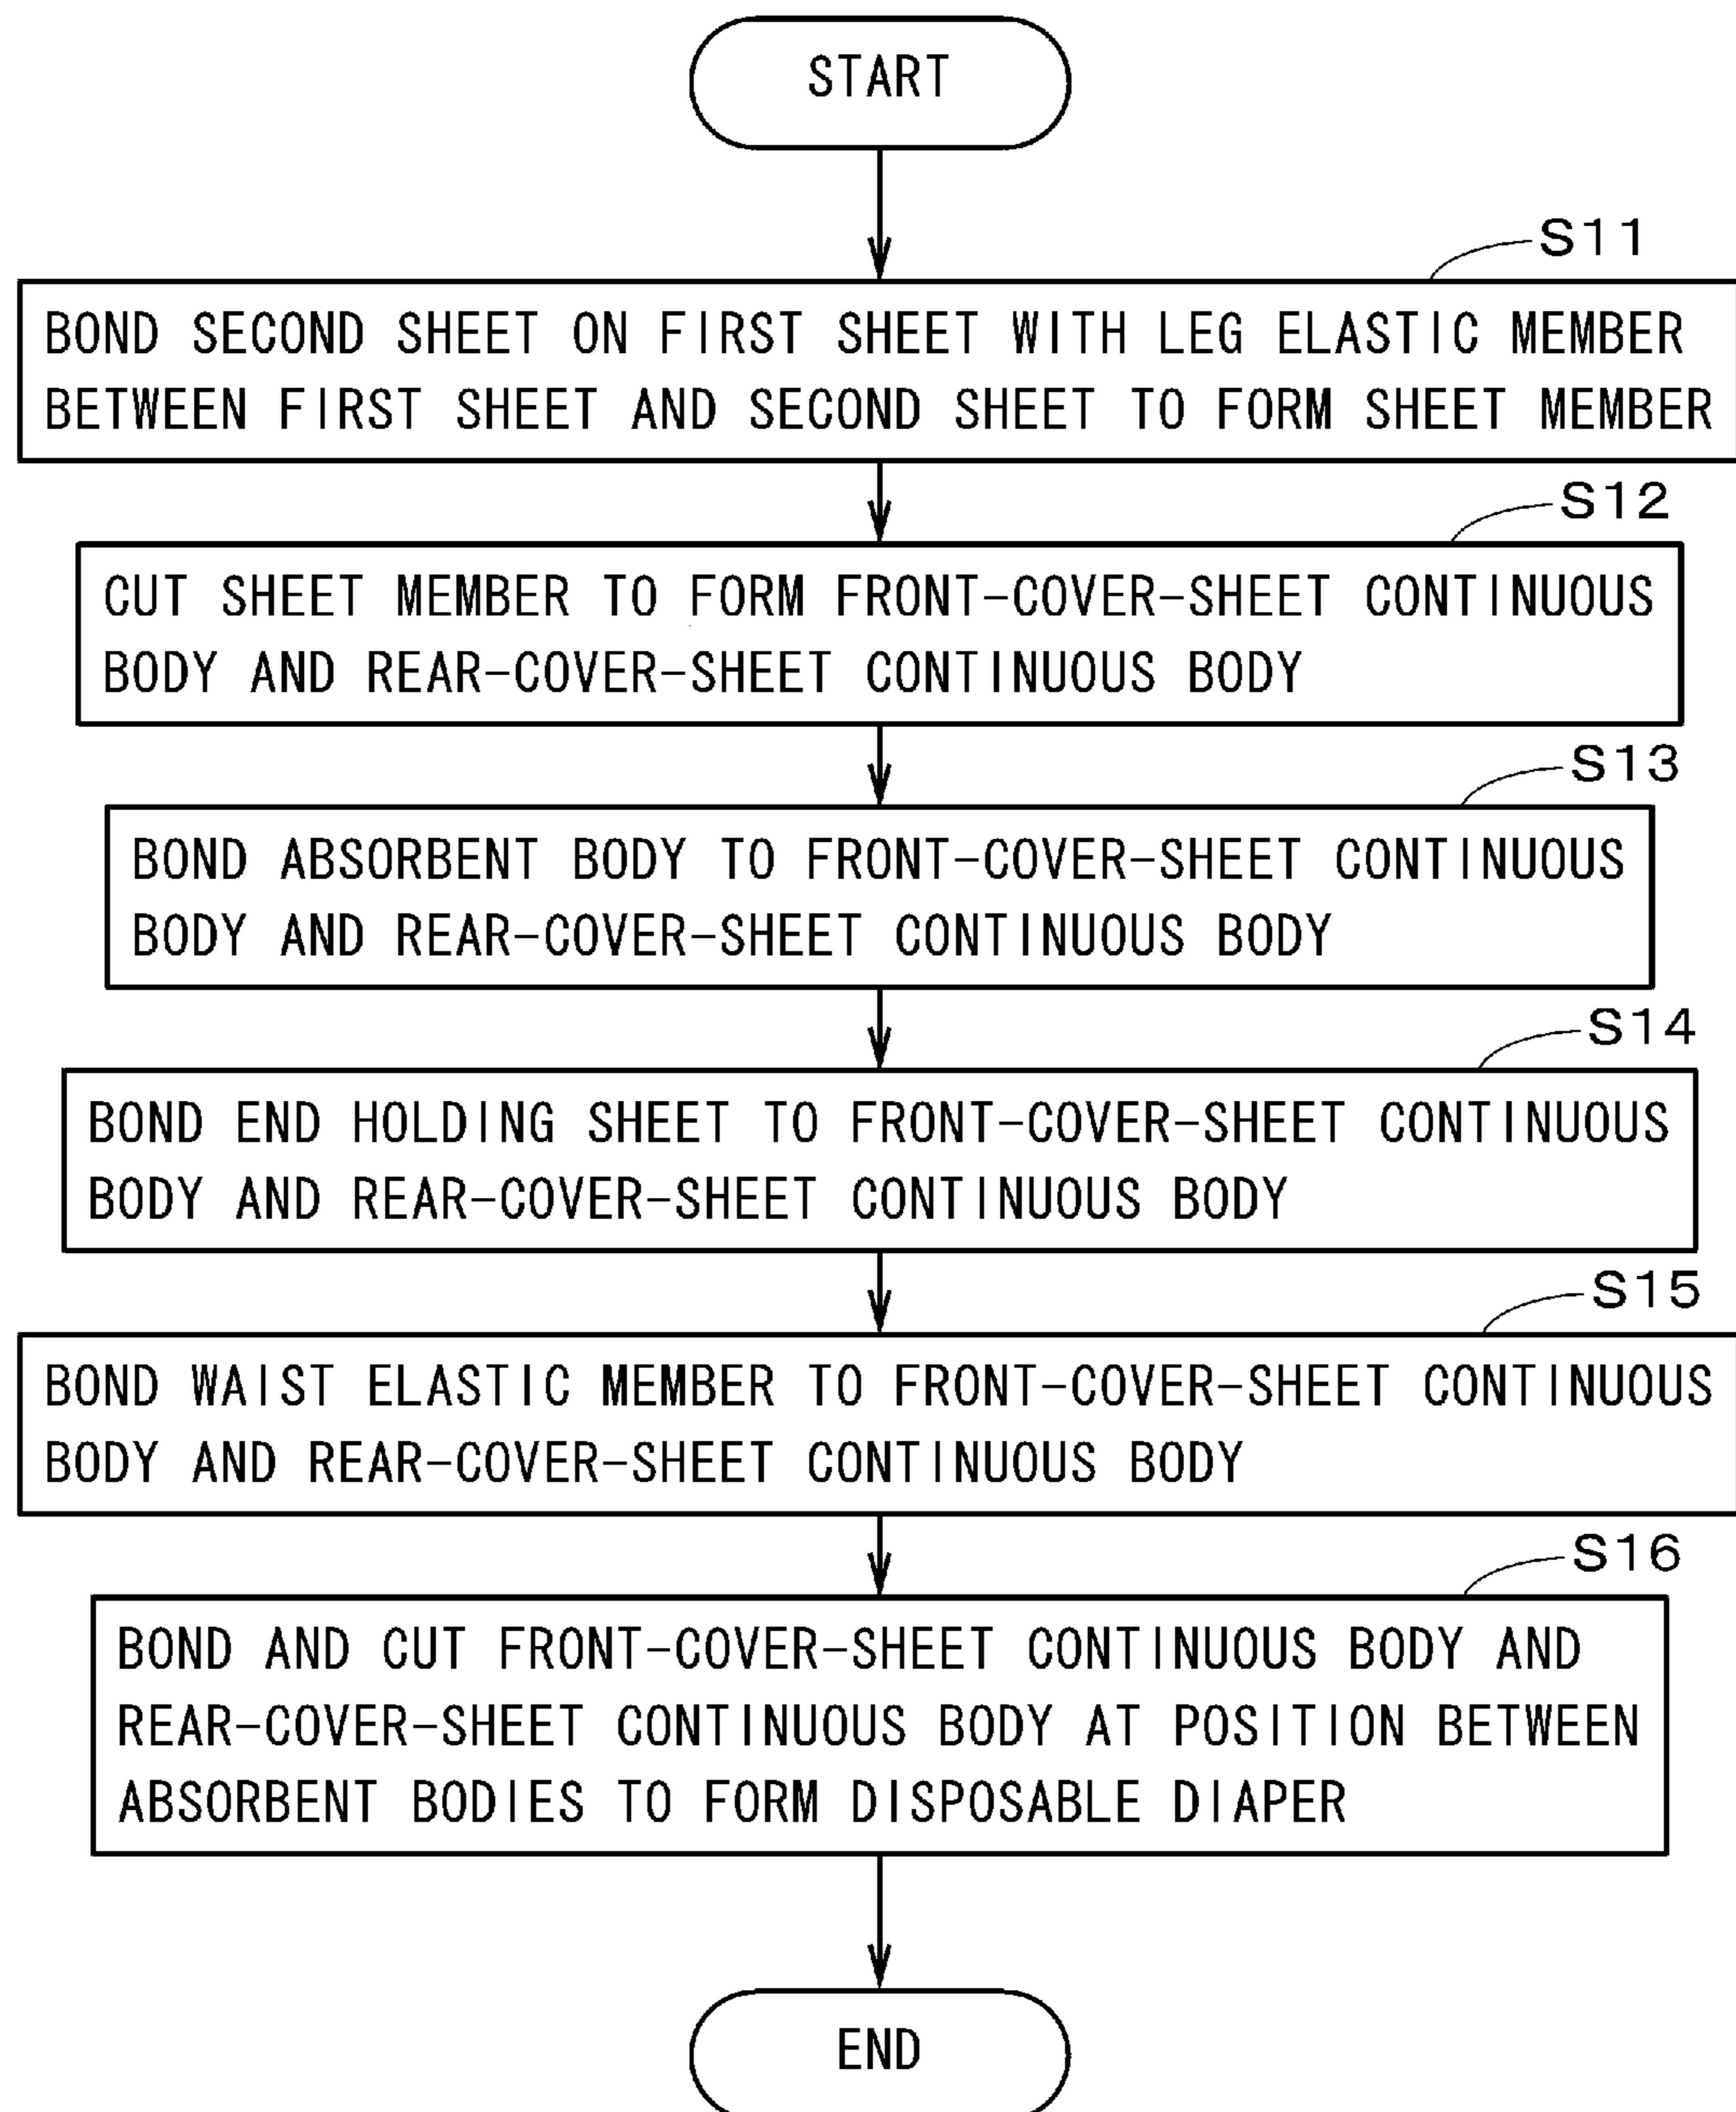 START
S11
BOND SECOND SHEET ON FIRST SHEET WITH LEG ELASTIC MEMBER
BETWEEN FIRST SHEET AND SECOND SHEET TO FORM SHEET MEMBER
S12
CUT SHEET MEMBER TO FORM FRONT-COVER-SHEET CONTINUOUS
BODY AND REAR-COVER-SHEET CONTINUOUS BODY
S13
BOND ABSORBENT BODY TO FRONT-COVER-SHEET CONTINUOUS
BODY AND REAR-COVER-SHEET CONTINUOUS BODY
S14
BOND END HOLDING SHEET TO FRONT-COVER-SHEET CONTINUOUS
BODY AND REAR-COVER-SHEET CONTINUOUS BODY
S15
BOND WAIST ELASTIC MEMBER TO FRONT-COVER-SHEET CONTINUOUS
BODY AND REAR-COVER-SHEET CONTINUOUS BODY
S16
BOND AND CUT FRONT-COVER-SHEET CONTINUOUS BODY AND
REAR-COVER-SHEET CONTINUOUS BODY AT POSITION BETWEEN
ABSORBENT BODIES TO FORM DISPOSABLE DIAPER
END